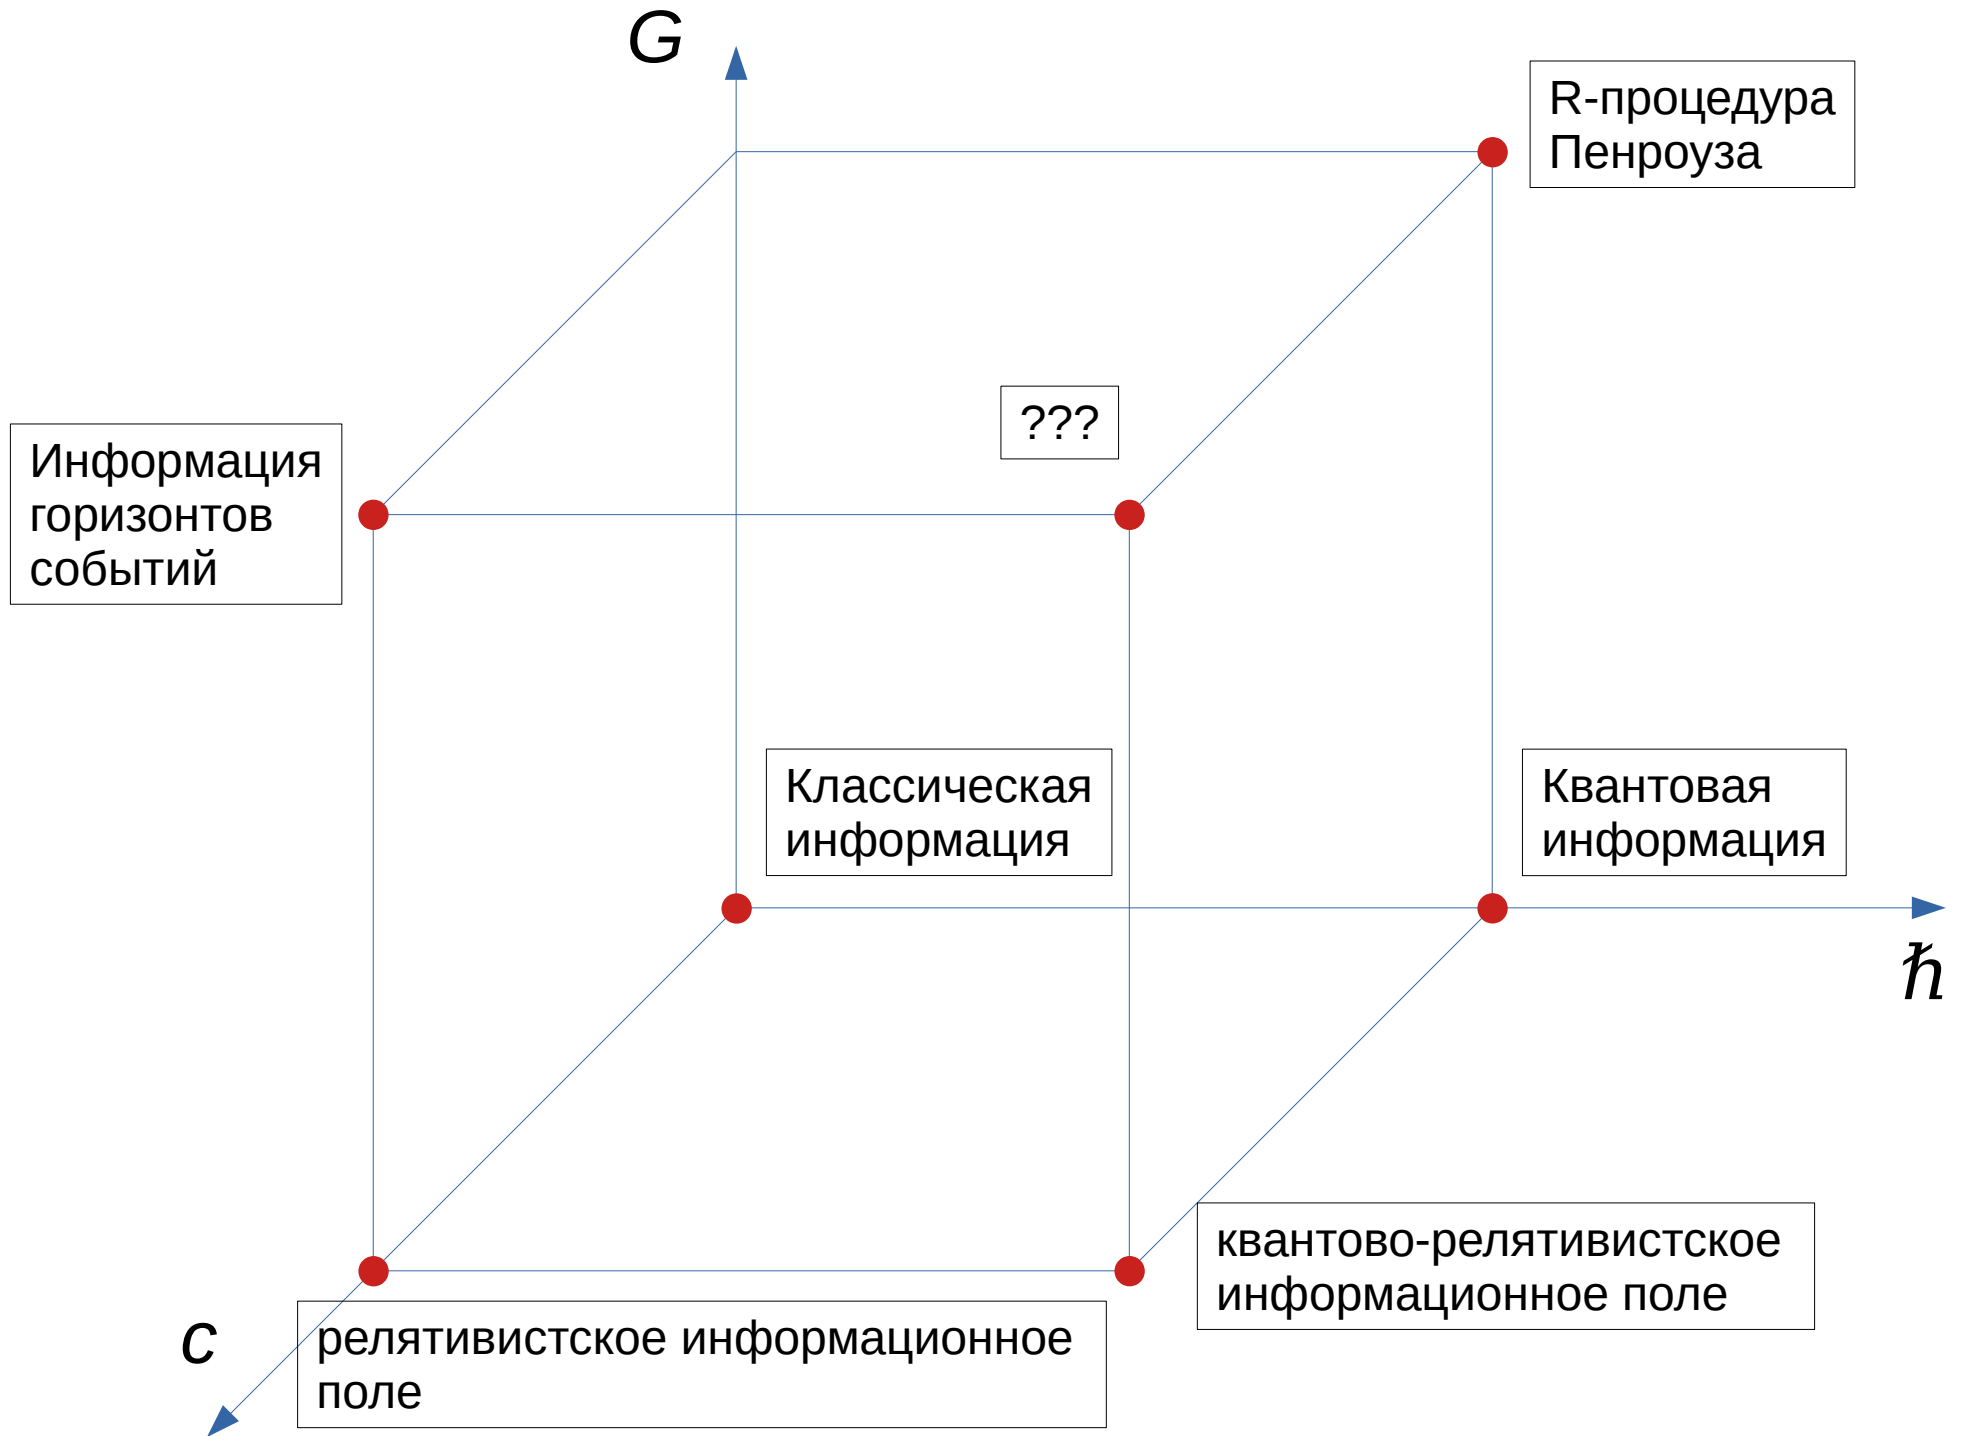 G
R-процедура
Пенроуза
???
Информация
горизонтов
событий
Классическая
информация
Квантовая
информация
ℏ
квантово-релятивистское
информационное поле
c
релятивистское информационное
поле